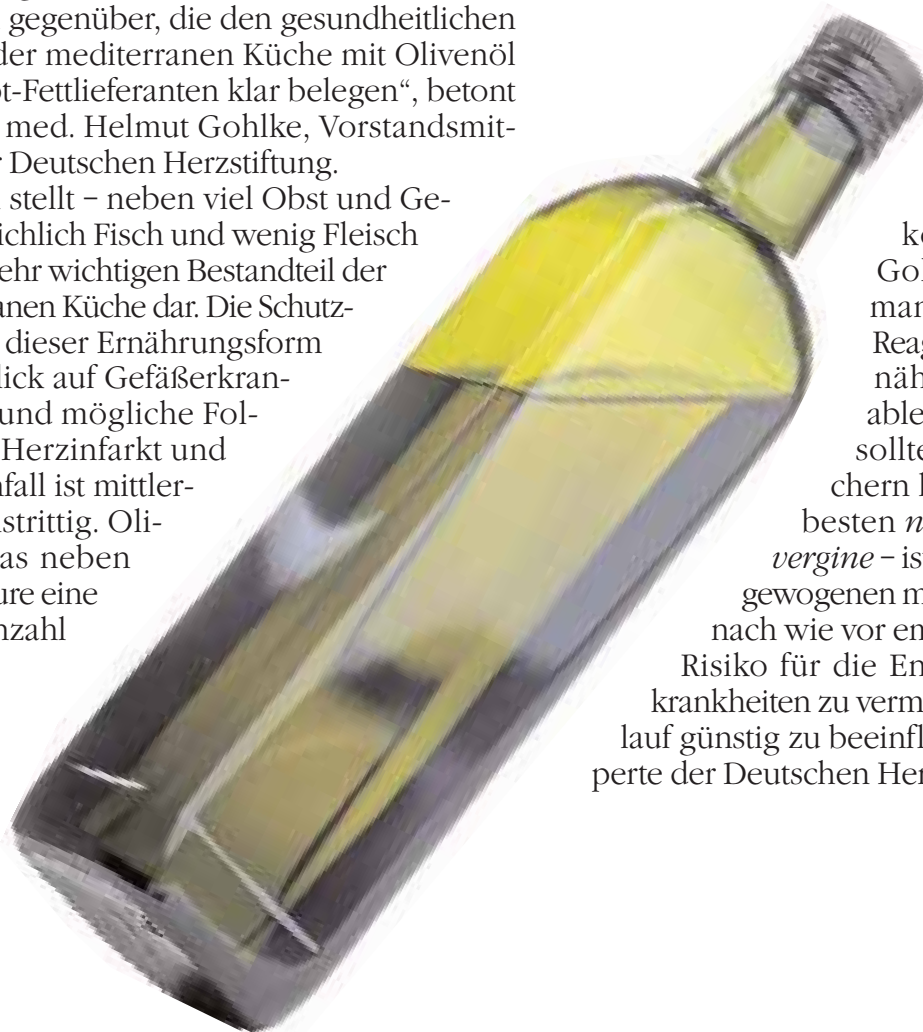 gegenüber, die den gesundheitlichen
der mediterranen Küche mit Olivenöl
t-Fettlieferanten klar belegen“, betont
med. Helmut Gohlke, Vorstandsmit-
r Deutschen Herzstiftung.
stellt – neben viel Obst und Ge-
ichlich Fisch und wenig Fleisch
ehr wichtigen Bestandteil der
anen Küche dar. Die Schutz-
dieser Ernährungsform
lick auf Gefäßerkran-
und mögliche Fol-
Herzinfarkt und
nfall ist mittler-
strittig. Oli-
as neben
ure eine
nzahl
ke
Gol
man
Reag
näh
able
sollte
chern
besten
vergine – is
gewogenen m
nach wie vor em
Risiko für die En
krankheiten zu verm
lauf günstig zu beeinfl
perte der Deutschen Her